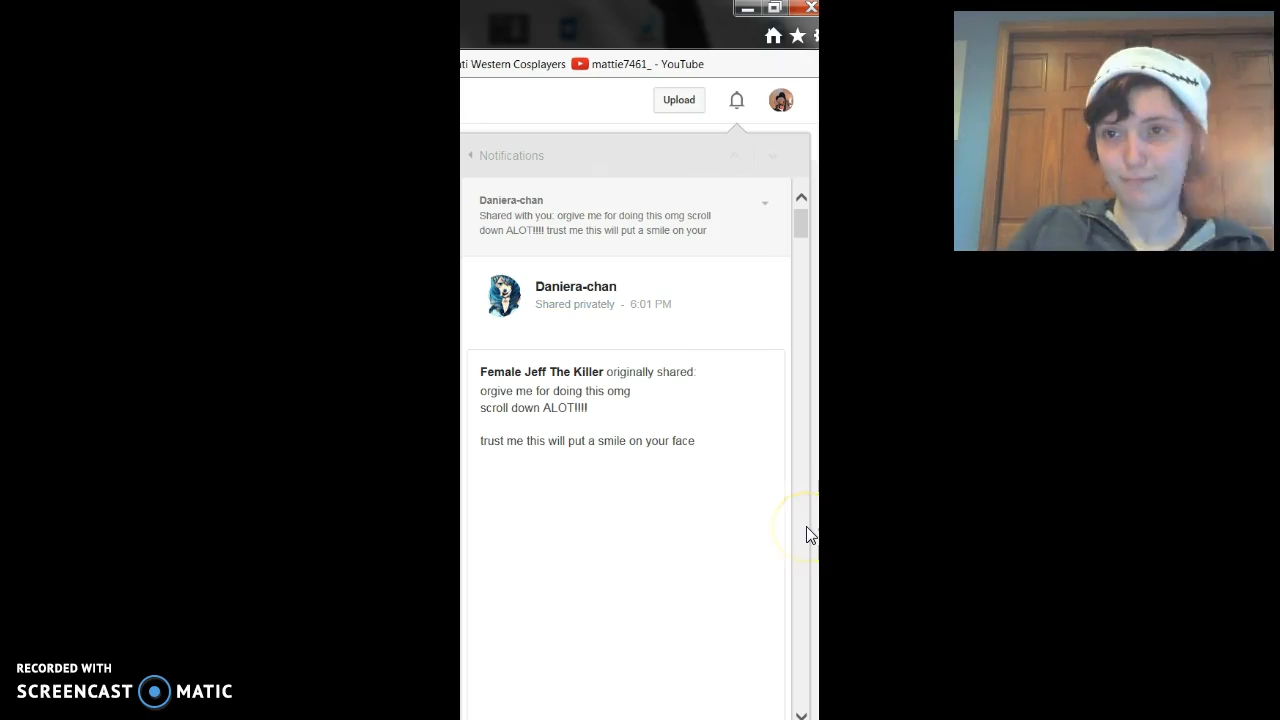 ti Western Cosplayers mattie7461_ - YouTube
Upload
Notifications
Daniera-chan
Shared with you: orgive me for doing this omg scroll
down ALOT!!!! trust me this will put a smile on your
Daniera-chan
Shared privately - 6:01 PM
Female Jeff The Killer originally shared:
orgive me for doing this omg
scroll down ALOT!!!!
trust me this will put a smile on your face
RECORDED WITH
SCREENCAST MATIC